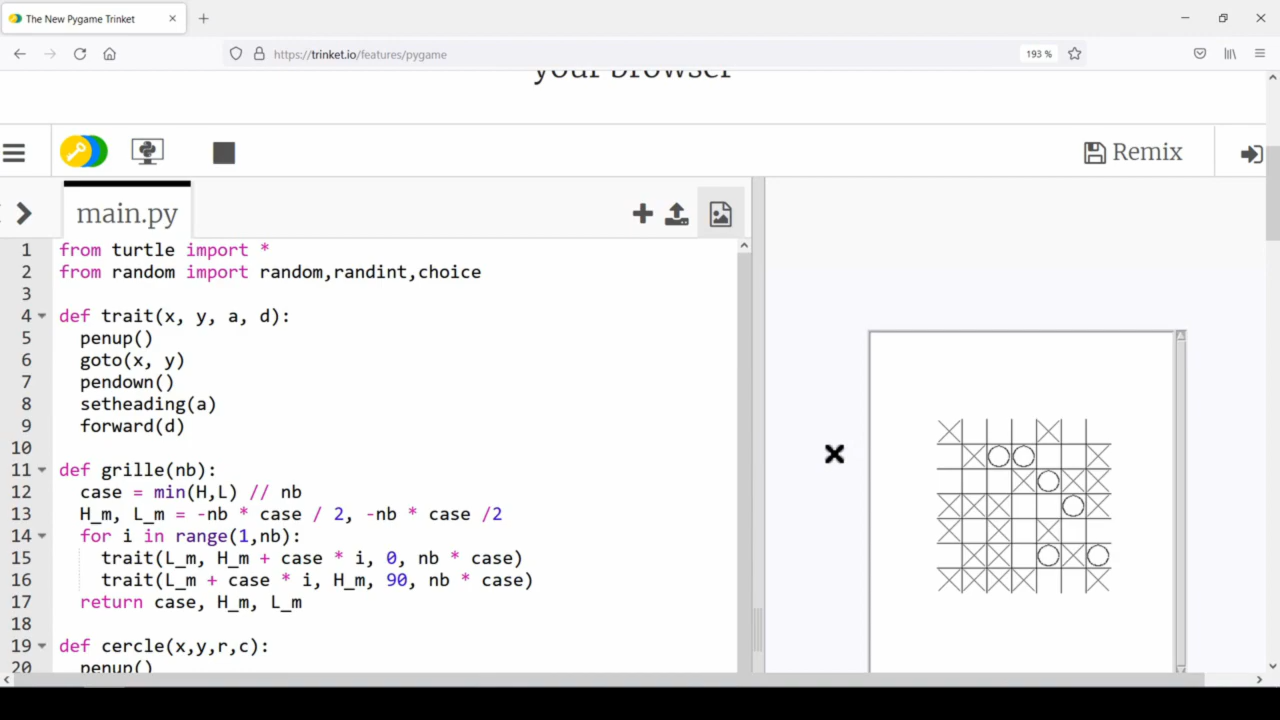 The New Pygame Trinket
https://trinket.io/features/pygame
193 %
your browser
Remix
main.py
1 from turtle import *
2 from random import random,randint,choice
3
4 def trait(x, y, a, d):
5 penup()
6 goto(x, y)
7 pendown()
8 setheading(a)
9 forward(d)
10
11 def grille(nb):
12 case = min(H,L) // nb
13 H_m, L_m = -nb * case / 2, -nb * case /2
14 for i in range(1,nb):
15 trait(L_m, H_m + case * i, 0, nb * case)
16 trait(L_m + case * i, H_m, 90, nb * case)
17 return case, H_m, L_m
18
19 def cercle(x,y,r,c):
20 penup()